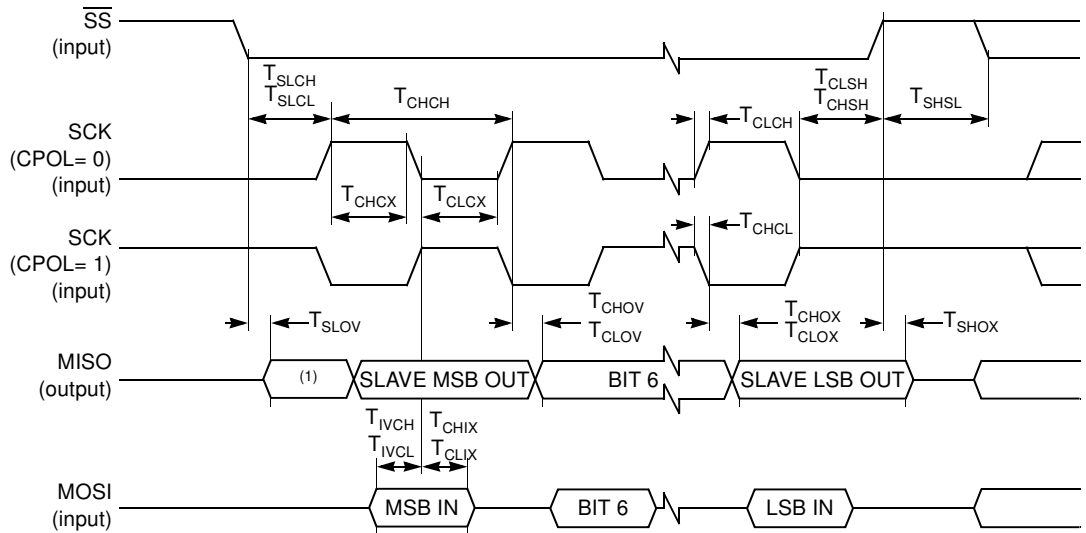 SS
(input)
T_SLCH
T_SLCL
T_CHCH
T_CLCH
T_CLSH
T_CHSH
T_SHSL
SCK
(CPOL= 0)
(input)
T_CHCX
T_CLCX
T_CHCL
SCK
(CPOL= 1)
(input)
T_SLOV
T_CHOV
T_CLOV
T_CHOX
T_CLOX
T_SHOX
MISO
(output)
(1)
SLAVE MSB OUT
BIT 6
SLAVE LSB OUT
T_IVCH
T_IVCL
T_CHIX
T_CLIX
MOSI
(input)
MSB IN
BIT 6
LSB IN